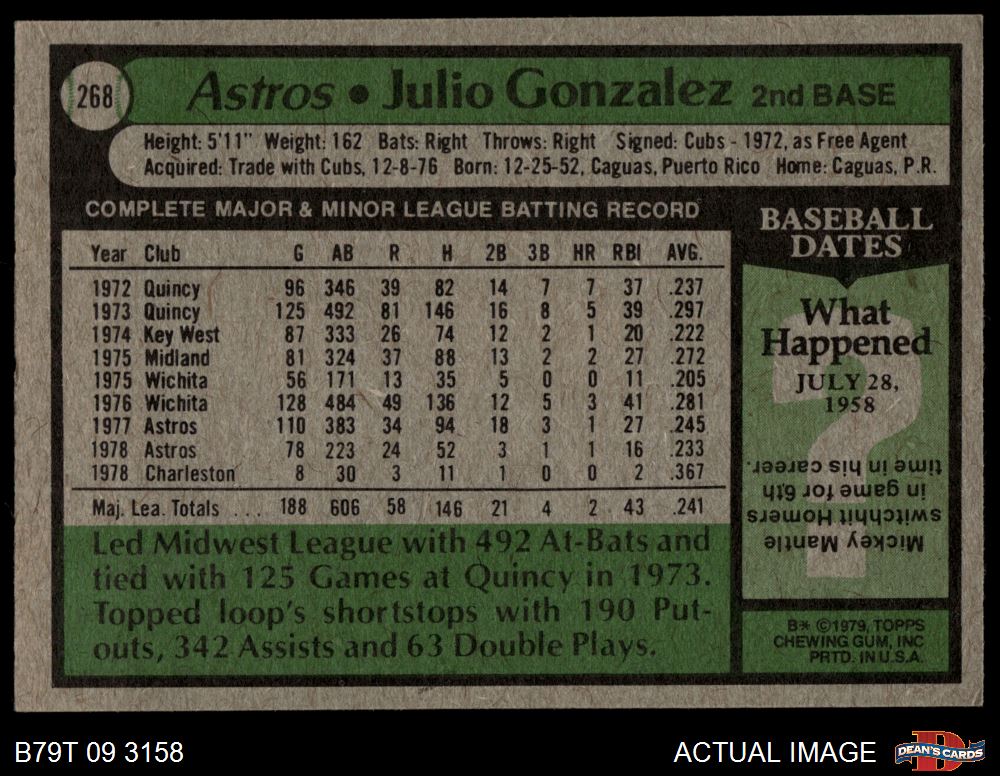 268
Astros • Julio Gonzalez 2nd BASE
Height: 5'11" Weight: 162 Bats: Right Throws: Right Signed: Cubs - 1972, as Free Agent
Acquired: Trade with Cubs, 12-8-76 Born: 12-25-52, Caguas, Puerto Rico Home: Caguas, P.R.
COMPLETE MAJOR & MINOR LEAGUE BATTING RECORD
Year Club G AB R H 2B 3B HR RBI AVG.
1972 Quincy 96 346 39 82 14 7 7 37 .237
1973 Quincy 125 492 81 146 16 8 5 39 .297
1974 Key West 87 333 26 74 12 2 1 20 .222
1975 Midland 81 324 37 88 13 2 2 27 .272
1975 Wichita 56 171 13 35 5 0 0 11 .205
1976 Wichita 128 484 49 136 12 5 3 41 .281
1977 Astros 110 383 34 94 18 3 1 27 .245
1978 Astros 78 223 24 52 3 1 1 16 .233
1978 Charleston 8 30 3 11 1 0 0 2 .367
Maj. Lea. Totals ... 188 606 58 146 21 4 2 43 .241
Led Midwest League with 492 At-Bats and
tied with 125 Games at Quincy in 1973.
Topped loop's shortstops with 190 Put-
outs, 342 Assists and 63 Double Plays.
BASEBALL
DATES
What
Happened
JULY 28,
1958
?
Mickey Mantle
switchhit Homers
in game for 6th
time in his career.
B* ©1979, TOPPS
CHEWING GUM, INC
PRTD. IN U.S.A.
B79T 09 3158
ACTUAL IMAGE
D
DEAN'S CARDS